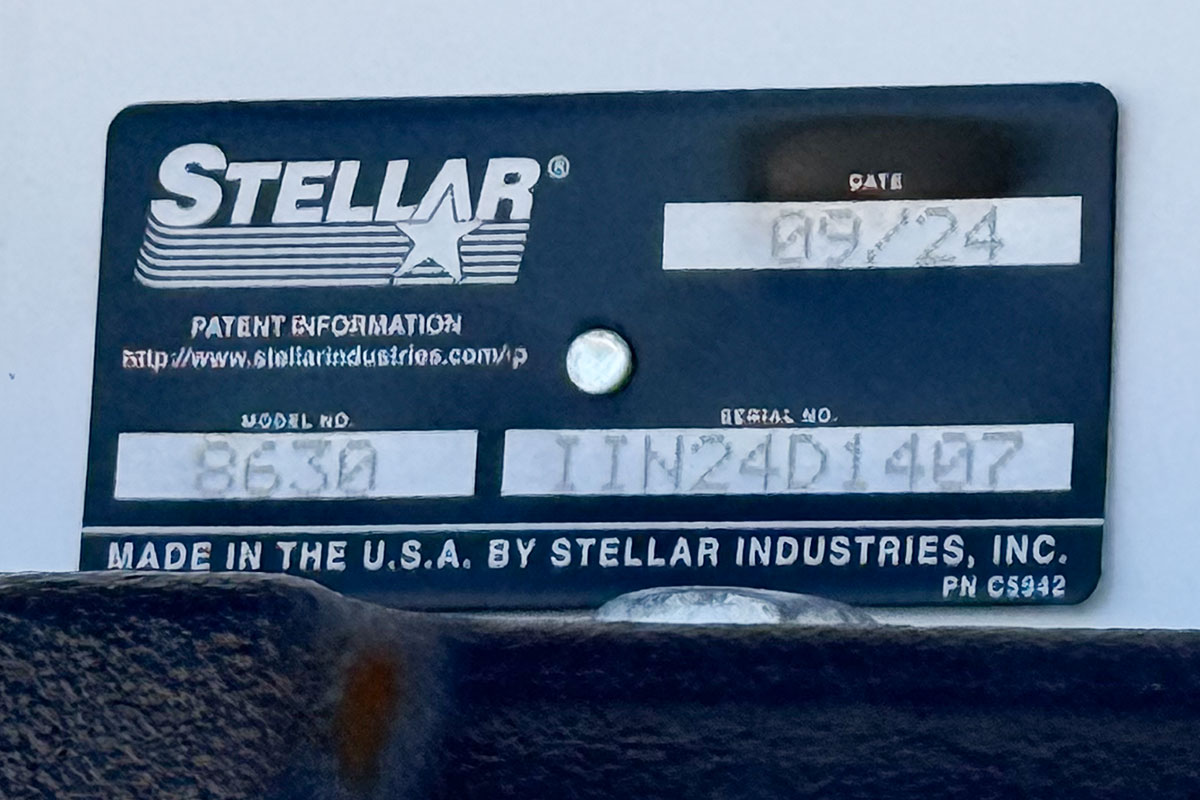 STELLAR®
DATE
09/24
PATENT INFORMATION
http://www.stellarindustries.com/ip
MODEL NO.
8630
SERIAL NO.
IIN24D1407
MADE IN THE U.S.A. BY STELLAR INDUSTRIES, INC.
PN C5942